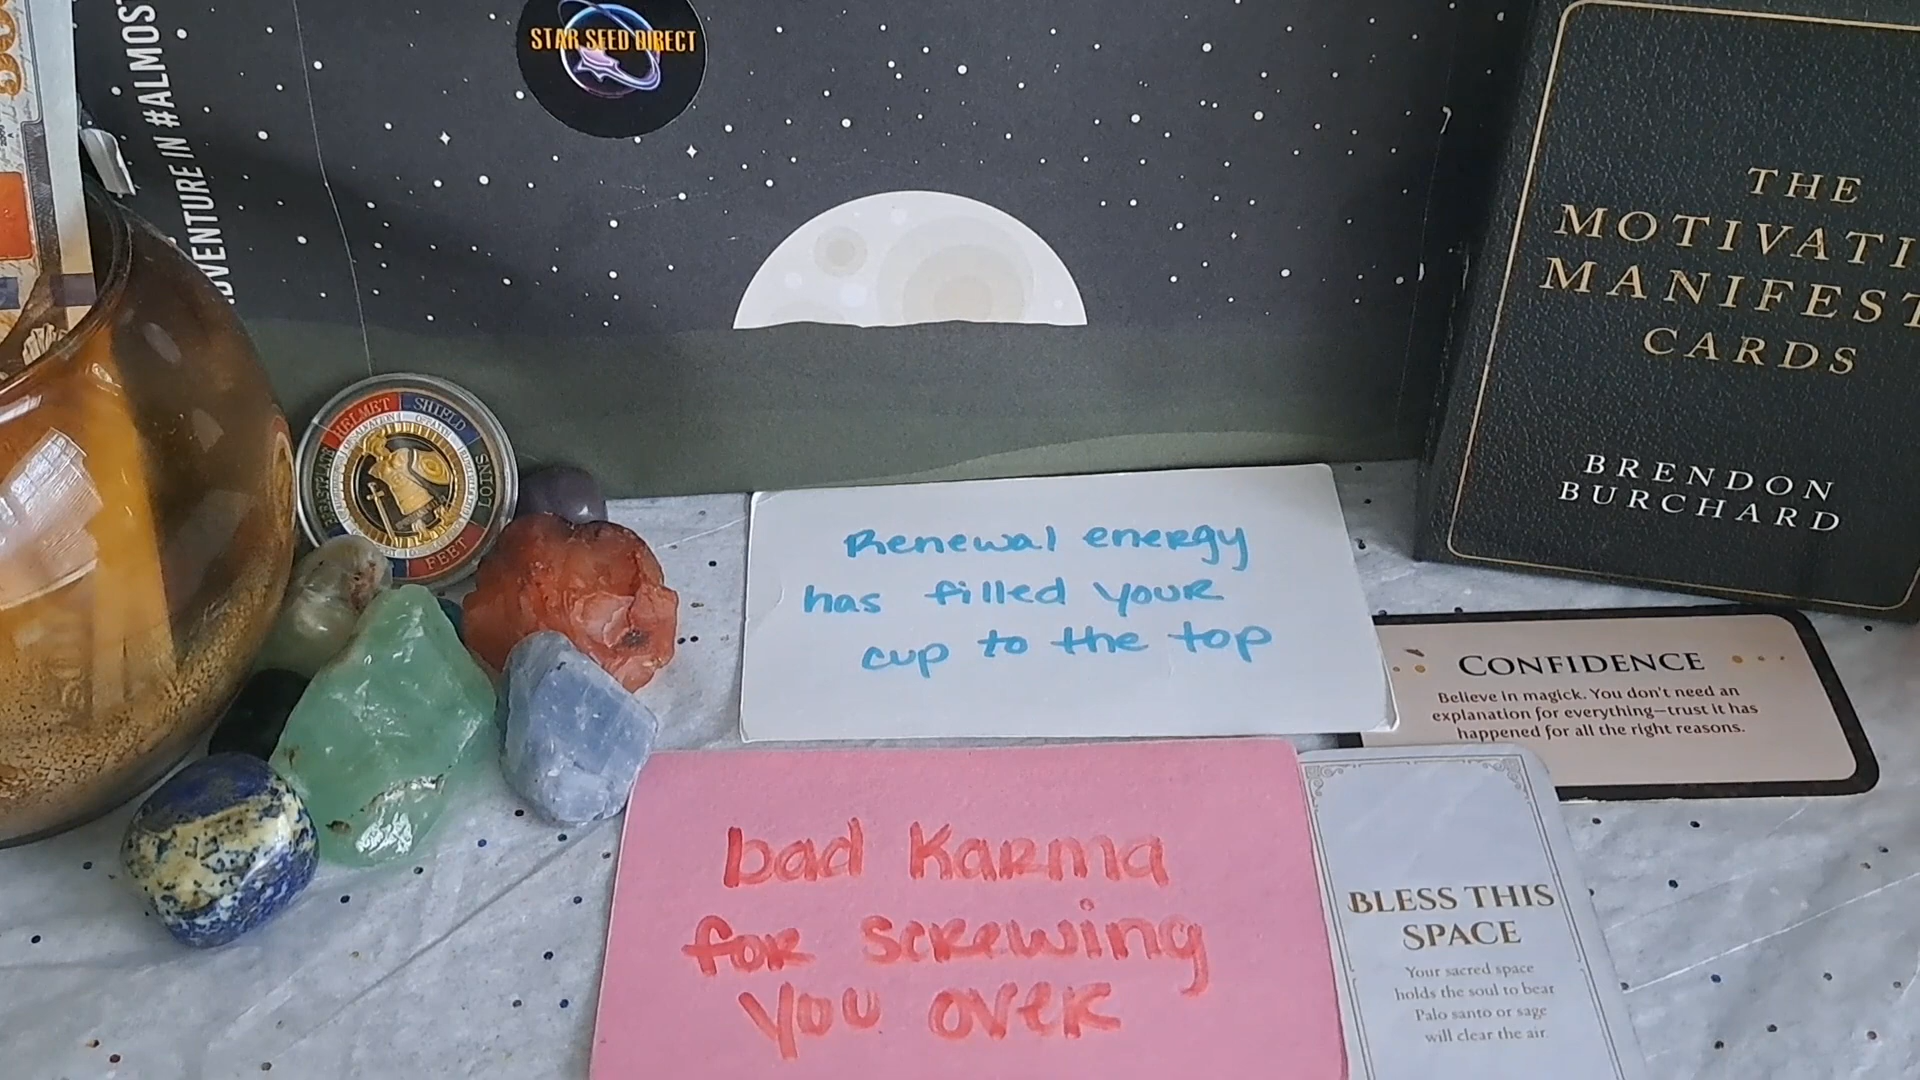 STAR SEED DIRECT
VENTURE IN #ALMOST
THE
MOTIVATI
MANIFEST
CARDS
BRENDON
BURCHARD
HELMET
SHIELD
LOINS
FEET
Renewal energy
has filled your
cup to the top
CONFIDENCE
Believe in magick. You don't need an
explanation for everything—trust it has
happened for all the right reasons.
bad Karma
for screwing
you over
BLESS THIS
SPACE
Your sacred space
holds the soul to bear
Palo santo or sage
will clear the air.